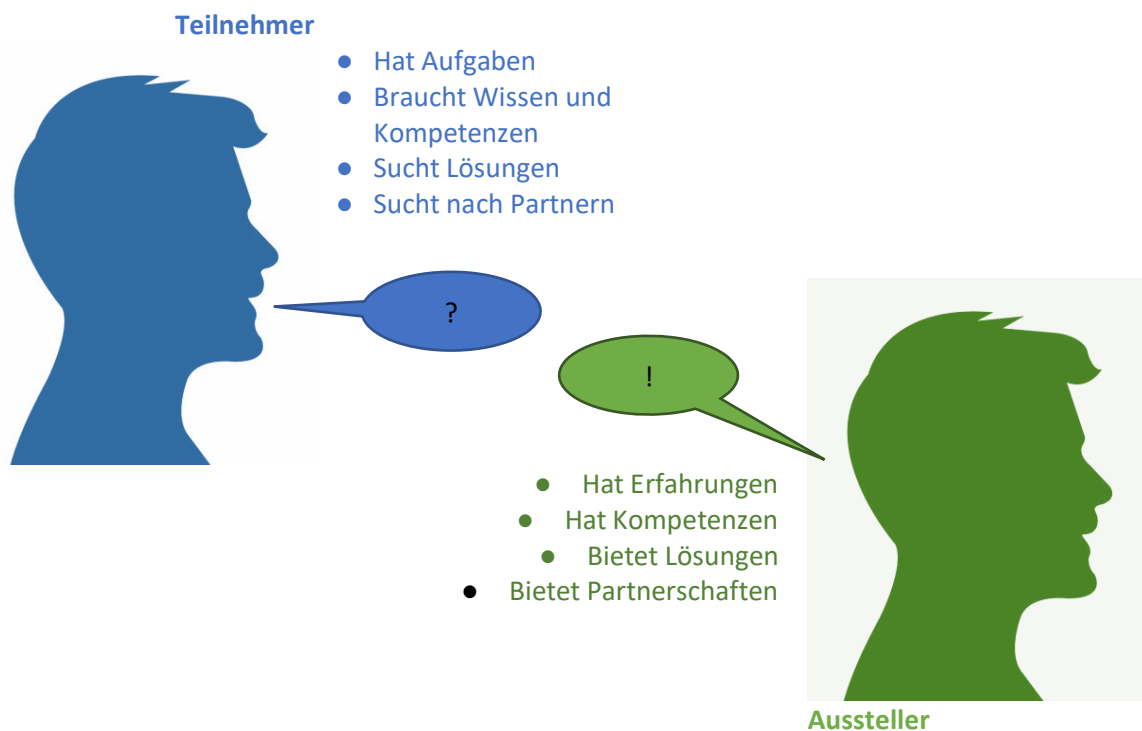 Teilnehmer
● Hat Aufgaben
● Braucht Wissen und
Kompetenzen
● Sucht Lösungen
● Sucht nach Partnern
?
!
● Hat Erfahrungen
● Hat Kompetenzen
● Bietet Lösungen
● Bietet Partnerschaften
Aussteller